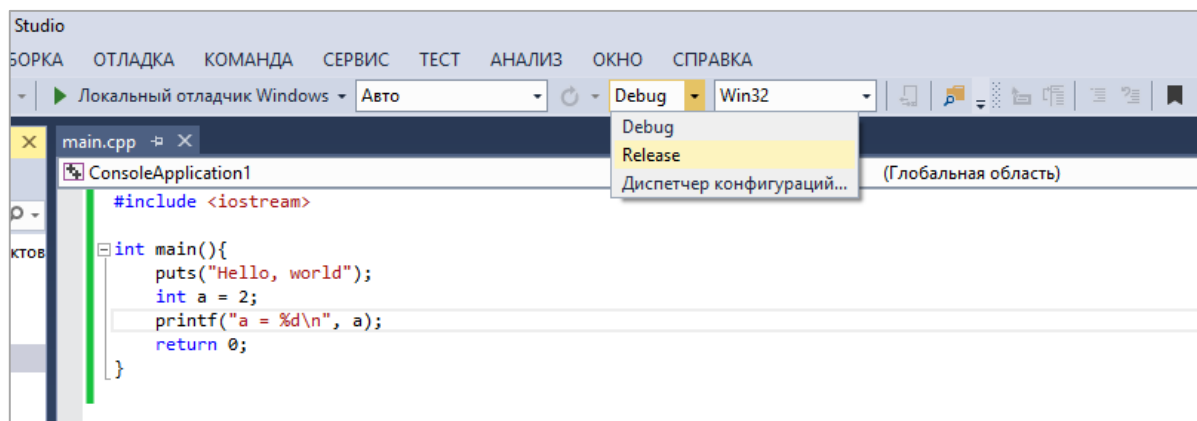 Studio
БОРКА ОТЛАДКА КОМАНДА СЕРВИС ТЕСТ АНАЛИЗ ОКНО СПРАВКА
Локальный отладчик Windows Авто Debug Win32
Debug
main.cpp
Release
ConsoleApplication1 (Глобальная область)
Диспетчер конфигураций...
#include <iostream>
ктов
int main(){
puts("Hello, world");
int a = 2;
printf("a = %d\n", a);
return 0;
}